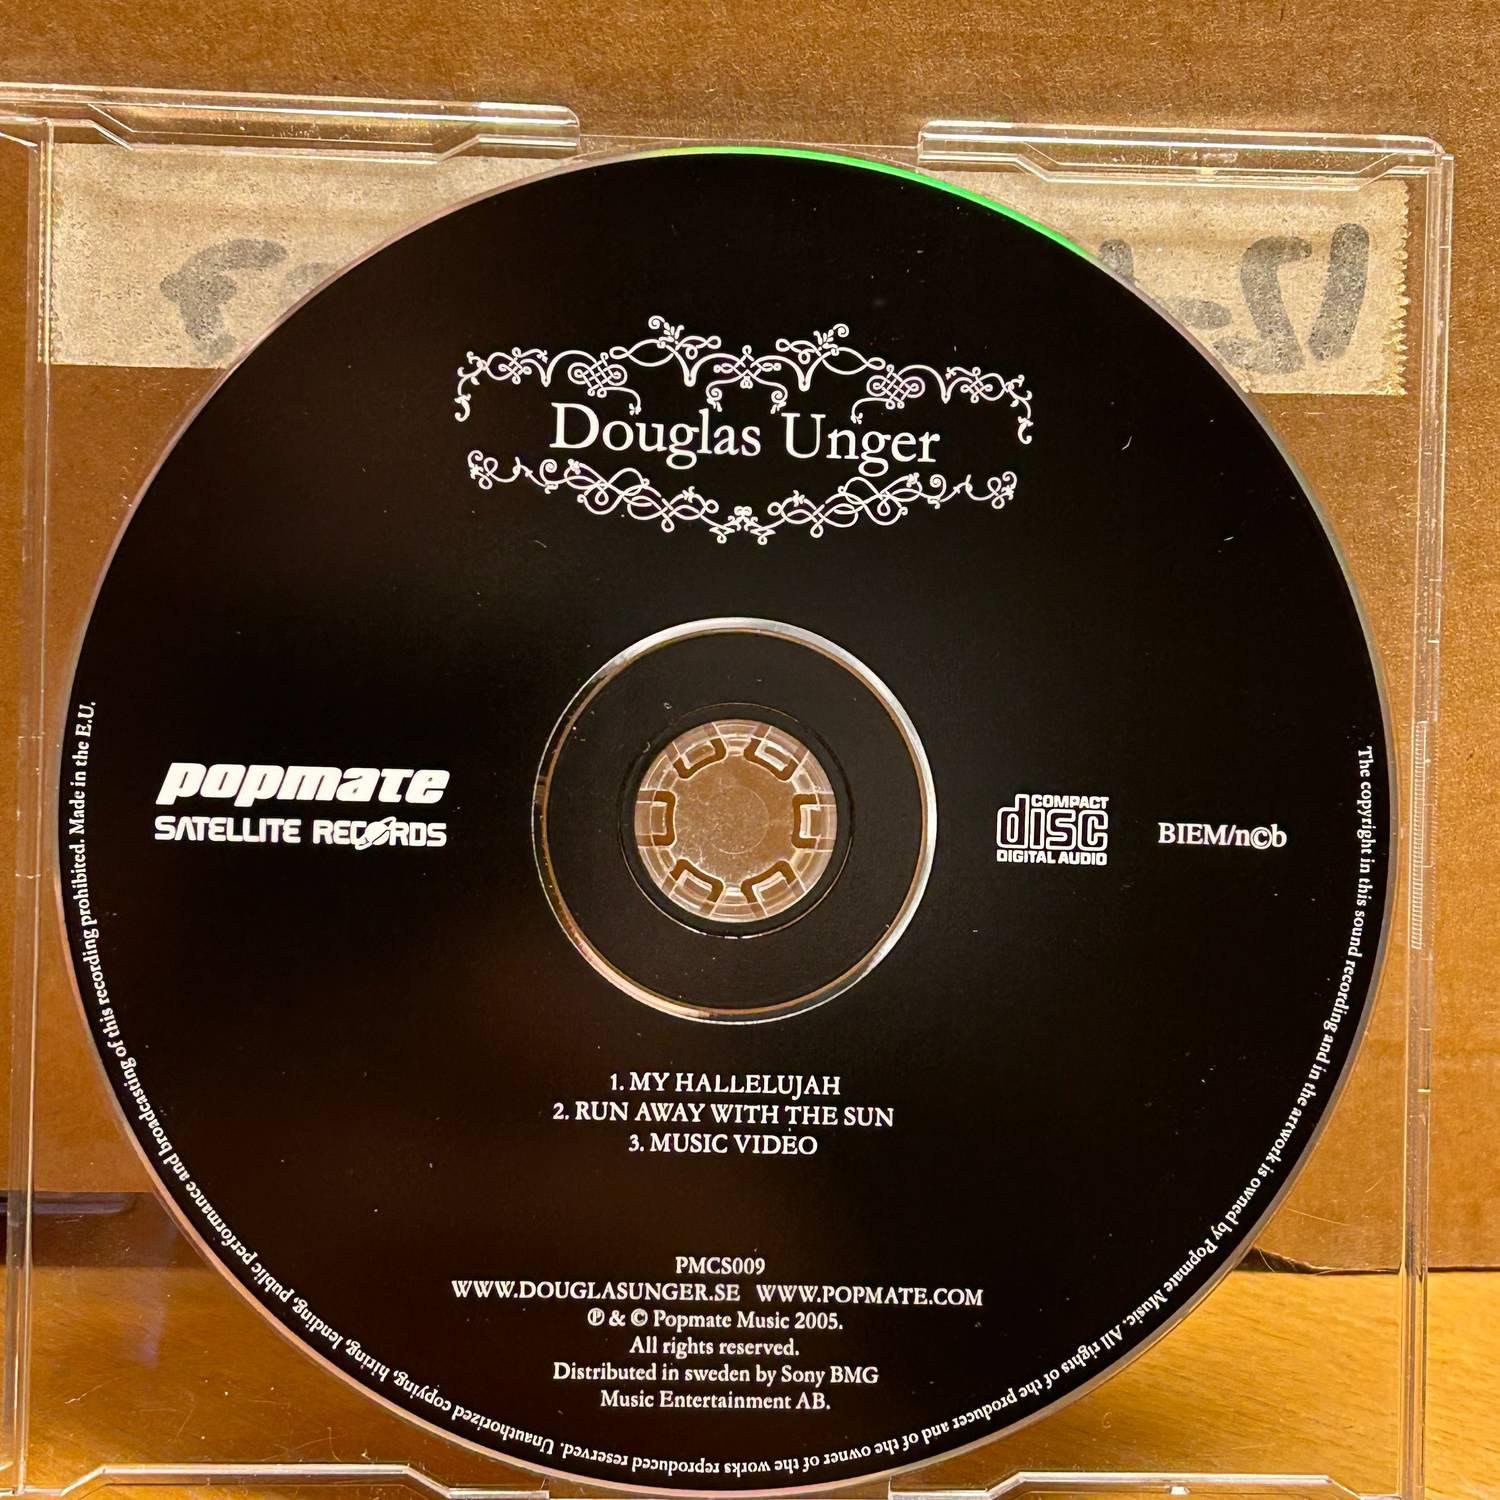 Douglas Unger
popmate
SATELLITE RECORDS
COMPACT
disc
DIGITAL AUDIO
BIEM/n©b
1. MY HALLELUJAH
2. RUN AWAY WITH THE SUN
3. MUSIC VIDEO
PMCS009
WWW.DOUGLASUNGER.SE WWW.POPMATE.COM
℗ & © Popmate Music 2005.
All rights reserved.
Distributed in sweden by Sony BMG
Music Entertainment AB.
The copyright in this sound recording and in the artwork is owned by Popmate Music. All rights of the producer and of the owner of the works reproduced reserved. Unauthorized copying, hiring, lending, public performance and broadcasting of this recording prohibited. Made in the E.U.